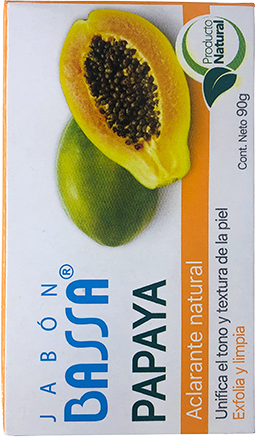 JABÓN
BASSA®
PAPAYA
Aclarante natural
Unifica el tono y textura de la piel
Exfolia y limpia
Producto
Natural
Cont. Neto 90g